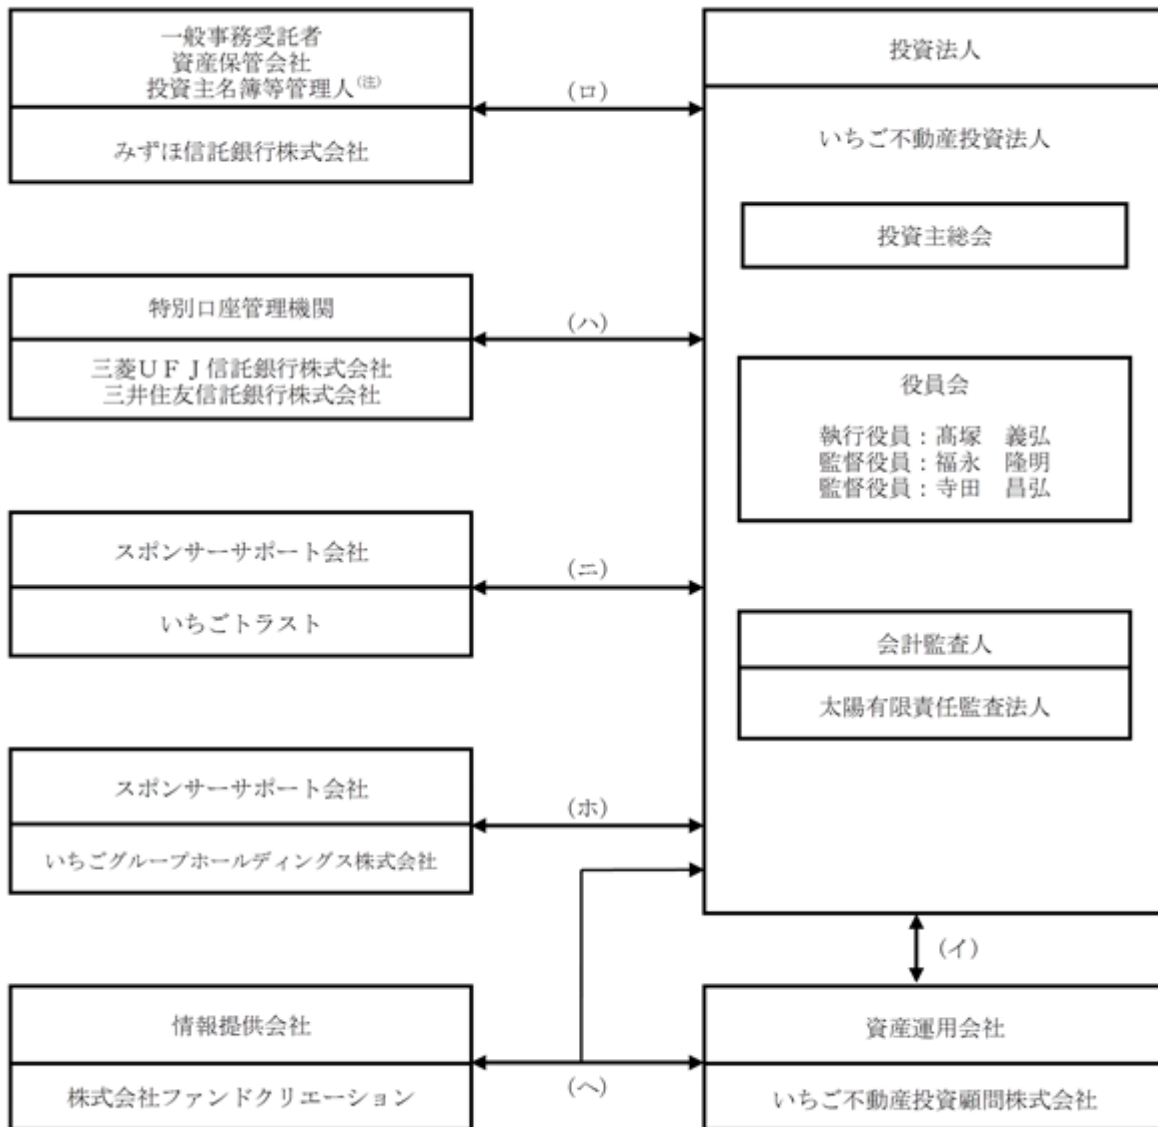 一般事務受託者
資産保管会社
投資主名簿等管理人(注)
みずほ信託銀行株式会社
(ロ)
投資法人
いちご不動産投資法人
投資主総会
特別口座管理機関
三菱ＵＦＪ信託銀行株式会社
三井住友信託銀行株式会社
(ハ)
役員会
執行役員：髙塚　義弘
監督役員：福永　隆明
監督役員：寺田　昌弘
スポンサーサポート会社
いちごトラスト
(ニ)
会計監査人
太陽有限責任監査法人
スポンサーサポート会社
いちごグループホールディングス株式会社
(ホ)
(イ)
情報提供会社
株式会社ファンドクリエーション
(ヘ)
資産運用会社
いちご不動産投資顧問株式会社